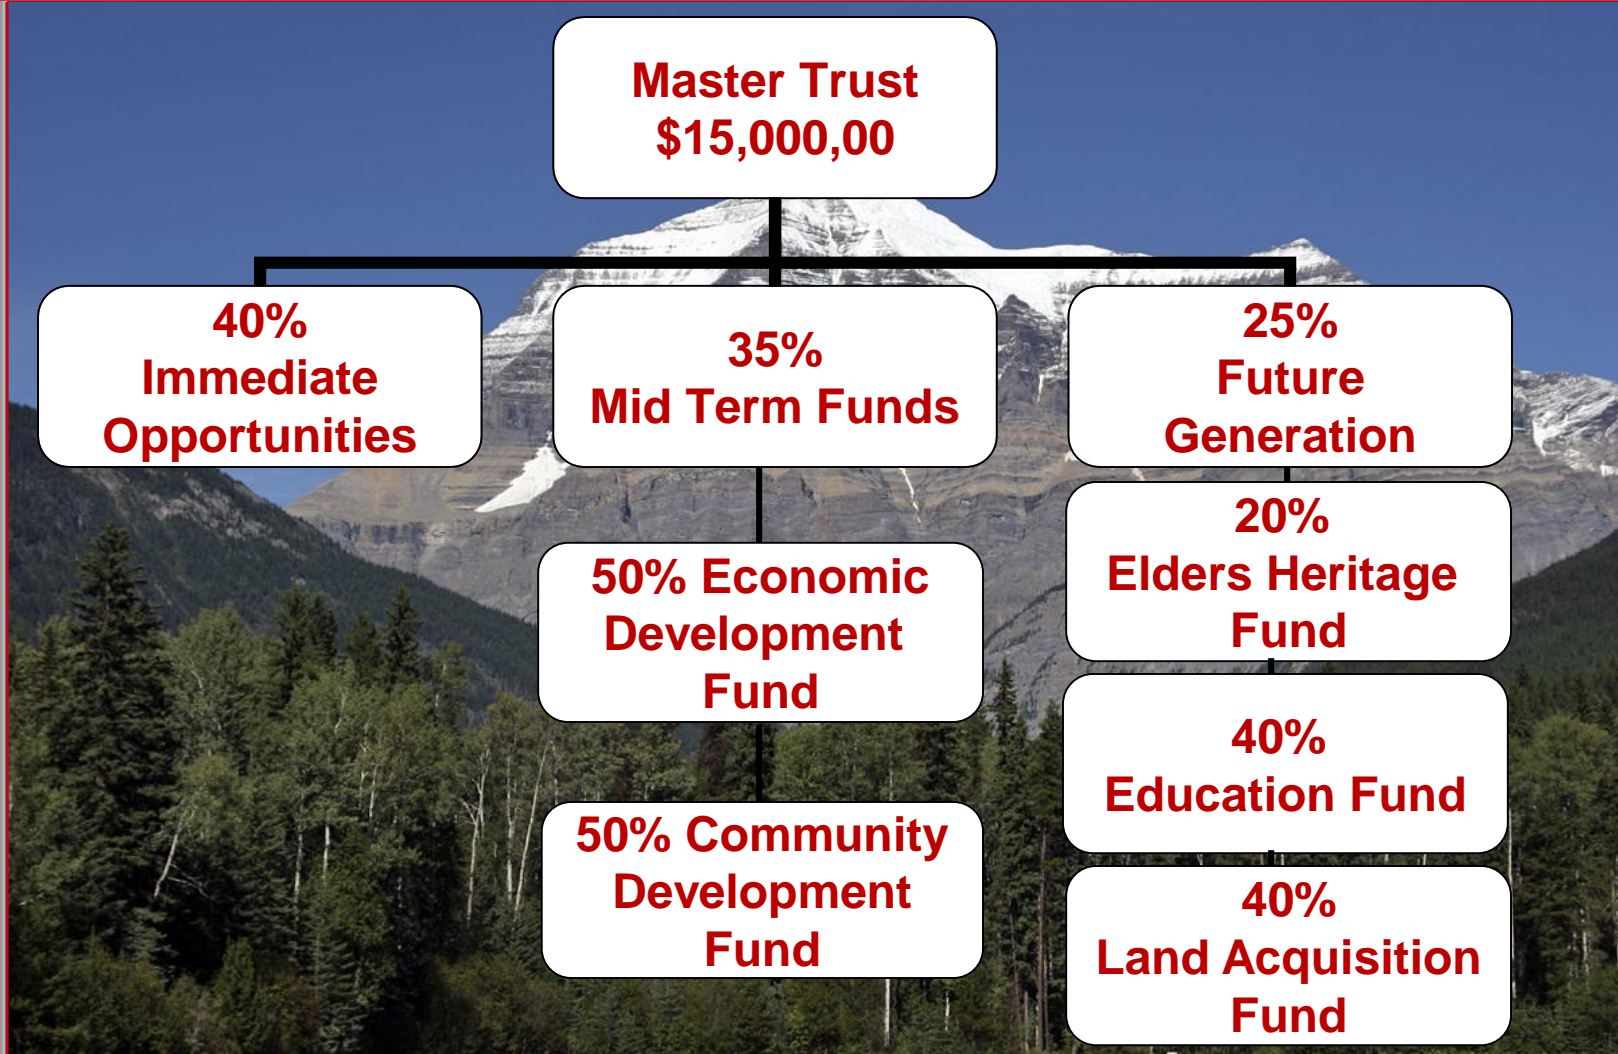 Master Trust
$15,000,00
40%
Immediate
Opportunities
35%
Mid Term Funds
25%
Future
Generation
50% Economic
Development
Fund
50% Community
Development
Fund
20%
Elders Heritage
Fund
40%
Education Fund
40%
Land Acquisition
Fund